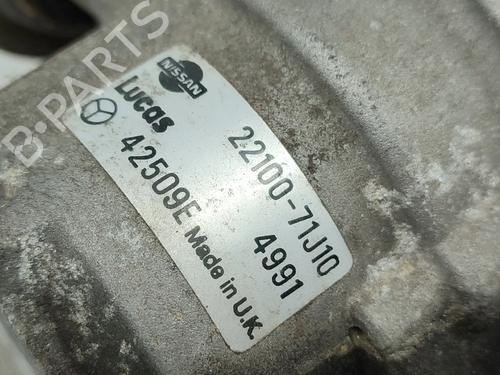 NISSAN
Lucas
22100-71J10
42509E
4991
Made in U.K.
B-PARTS